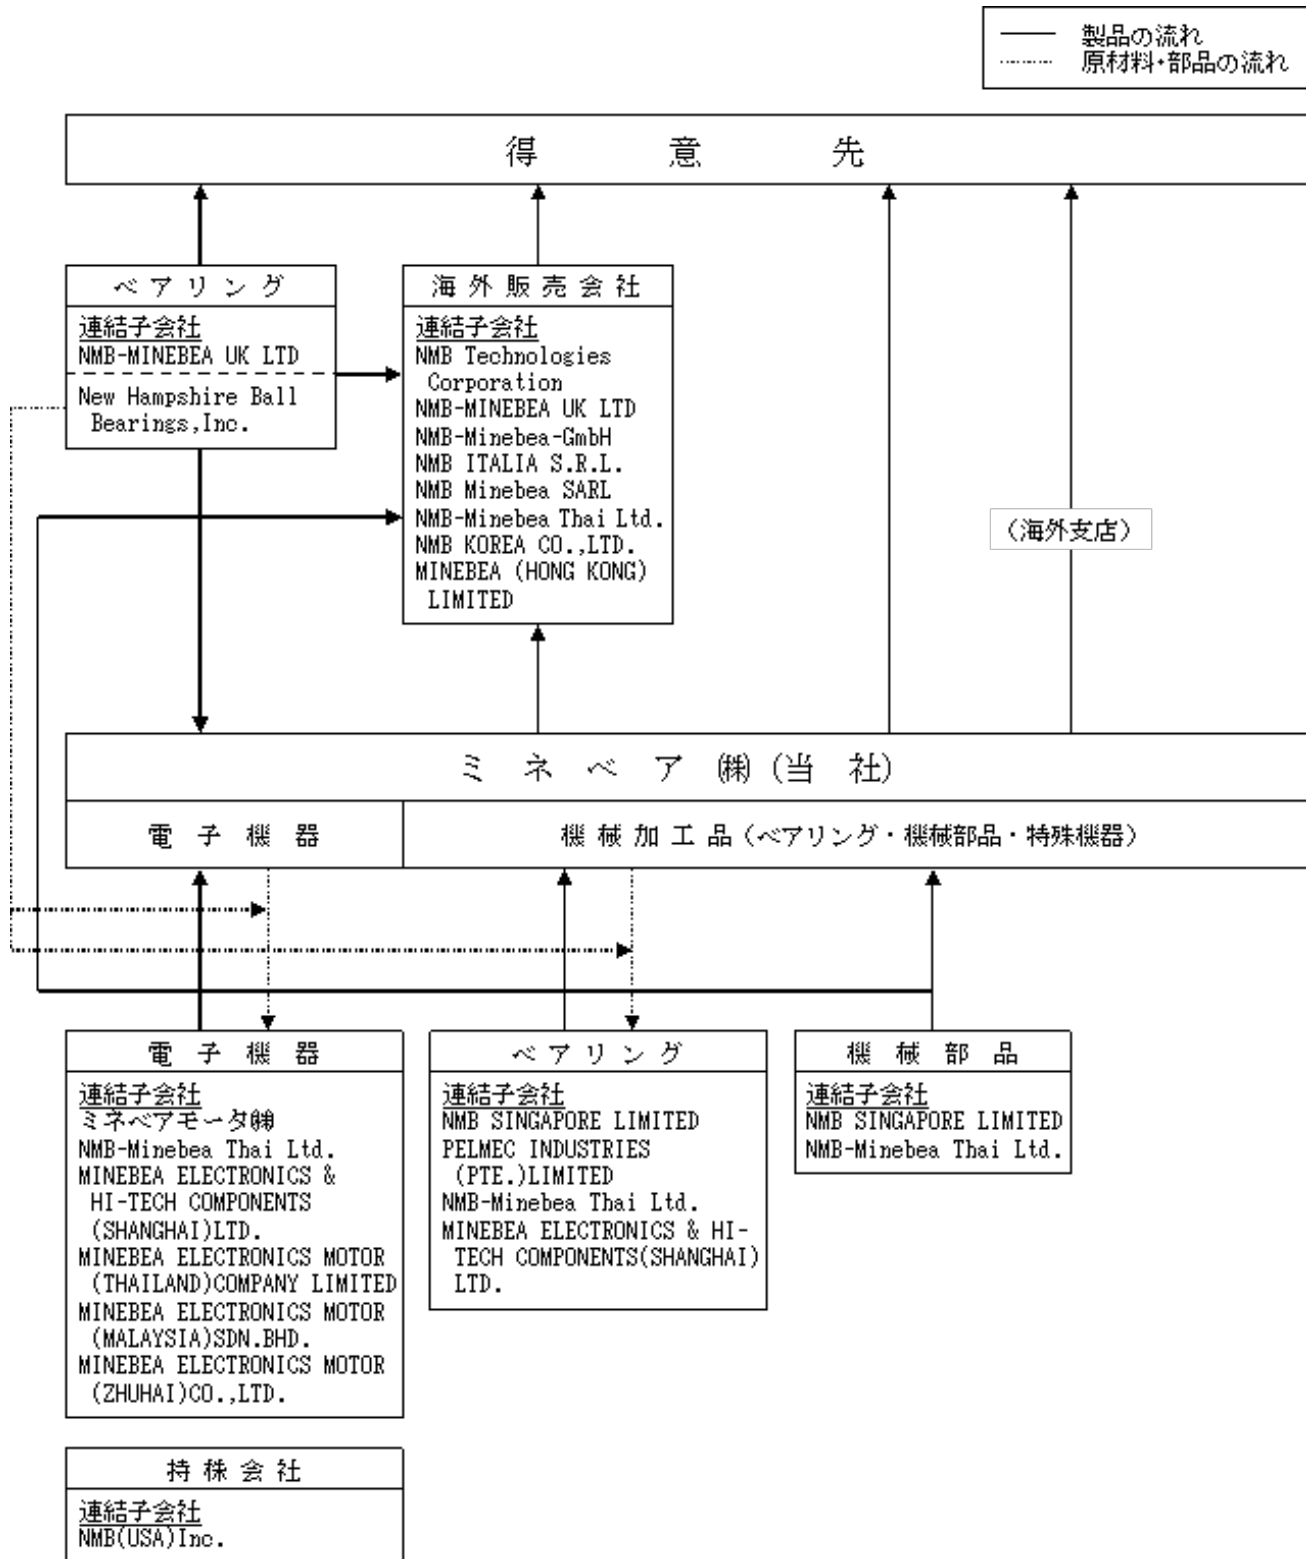 製品の流れ
原材料・部品の流れ
得意先
ベアリング
連結子会社
NMB-MINEBEA UK LTD
New Hampshire Ball
Bearings,Inc.
海外販売会社
連結子会社
NMB Technologies
Corporation
NMB-MINEBEA UK LTD
NMB-Minebea-GmbH
NMB ITALIA S.R.L.
NMB Minebea SARL
NMB-Minebea Thai Ltd.
NMB KOREA CO.,LTD.
MINEBEA (HONG KONG)
LIMITED
(海外支店)
ミネベア㈱(当社)
電子機器
機械加工品(ベアリング・機械部品・特殊機器)
電子機器
連結子会社
ミネベアモータ㈱
NMB-Minebea Thai Ltd.
MINEBEA ELECTRONICS &
HI-TECH COMPONENTS
(SHANGHAI)LTD.
MINEBEA ELECTRONICS MOTOR
(THAILAND)COMPANY LIMITED
MINEBEA ELECTRONICS MOTOR
(MALAYSIA)SDN.BHD.
MINEBEA ELECTRONICS MOTOR
(ZHUHAI)CO.,LTD.
ベアリング
連結子会社
NMB SINGAPORE LIMITED
PELMEC INDUSTRIES
(PTE.)LIMITED
NMB-Minebea Thai Ltd.
MINEBEA ELECTRONICS & HI-
TECH COMPONENTS(SHANGHAI)
LTD.
機械部品
連結子会社
NMB SINGAPORE LIMITED
NMB-Minebea Thai Ltd.
持株会社
連結子会社
NMB(USA)Inc.